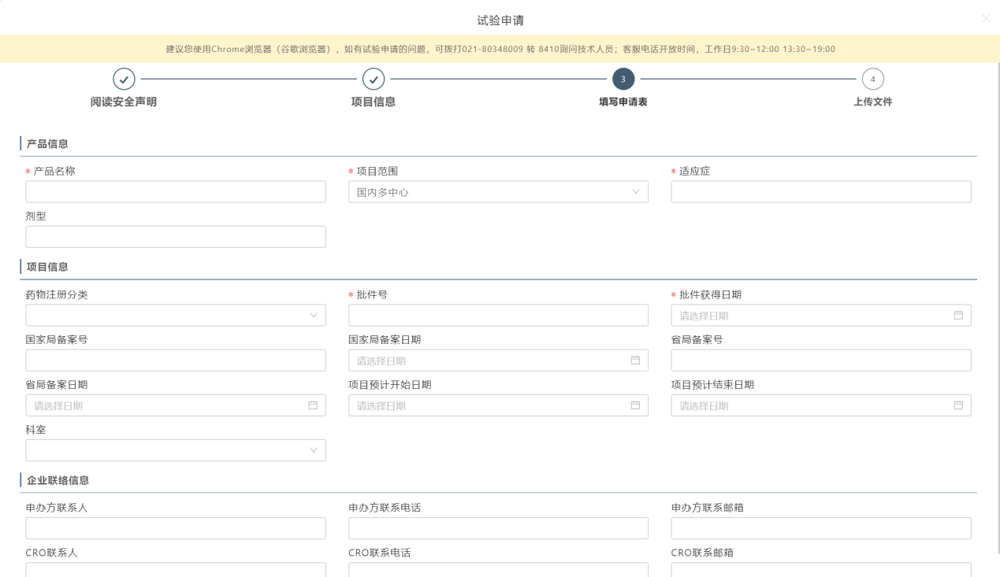 试验申请
建议您使用Chrome浏览器（谷歌浏览器），如有试验申请的问题，可拨打021-80348009 转 8410询问技术人员；客服电话开放时间，工作日9:30~12:00 13:30~19:00
3
4
阅读安全声明
项目信息
填写申请表
上传文件
产品信息
* 产品名称
* 项目范围
* 适应症
国内多中心
剂型
项目信息
药物注册分类
* 批件号
* 批件获得日期
请选择日期
国家局备案号
国家局备案日期
省局备案号
请选择日期
省局备案日期
项目预计开始日期
项目预计结束日期
请选择日期
请选择日期
请选择日期
科室
企业联络信息
申办方联系人
申办方联系电话
申办方联系邮箱
CRO联系人
CRO联系电话
CRO联系邮箱